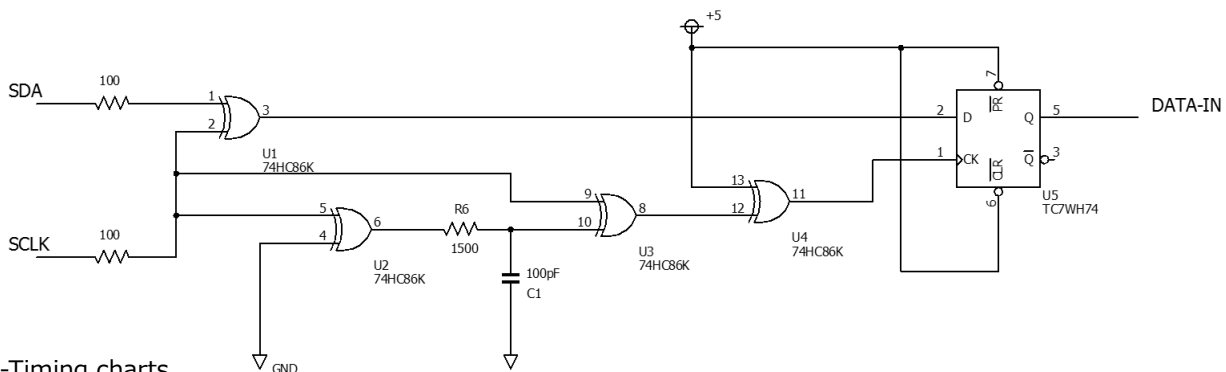 +5
100
SDA
1
2
3
U1
74HC86K
2
7
PR
D
Q
5
DATA-IN
1
CK
CLR
Q
3
6
U5
TC7WH74
13
12
11
U4
74HC86K
9
10
8
U3
74HC86K
5
4
6
U2
74HC86K
R6
1500
SCLK
100
100pF
C1
GND
-Timing charts